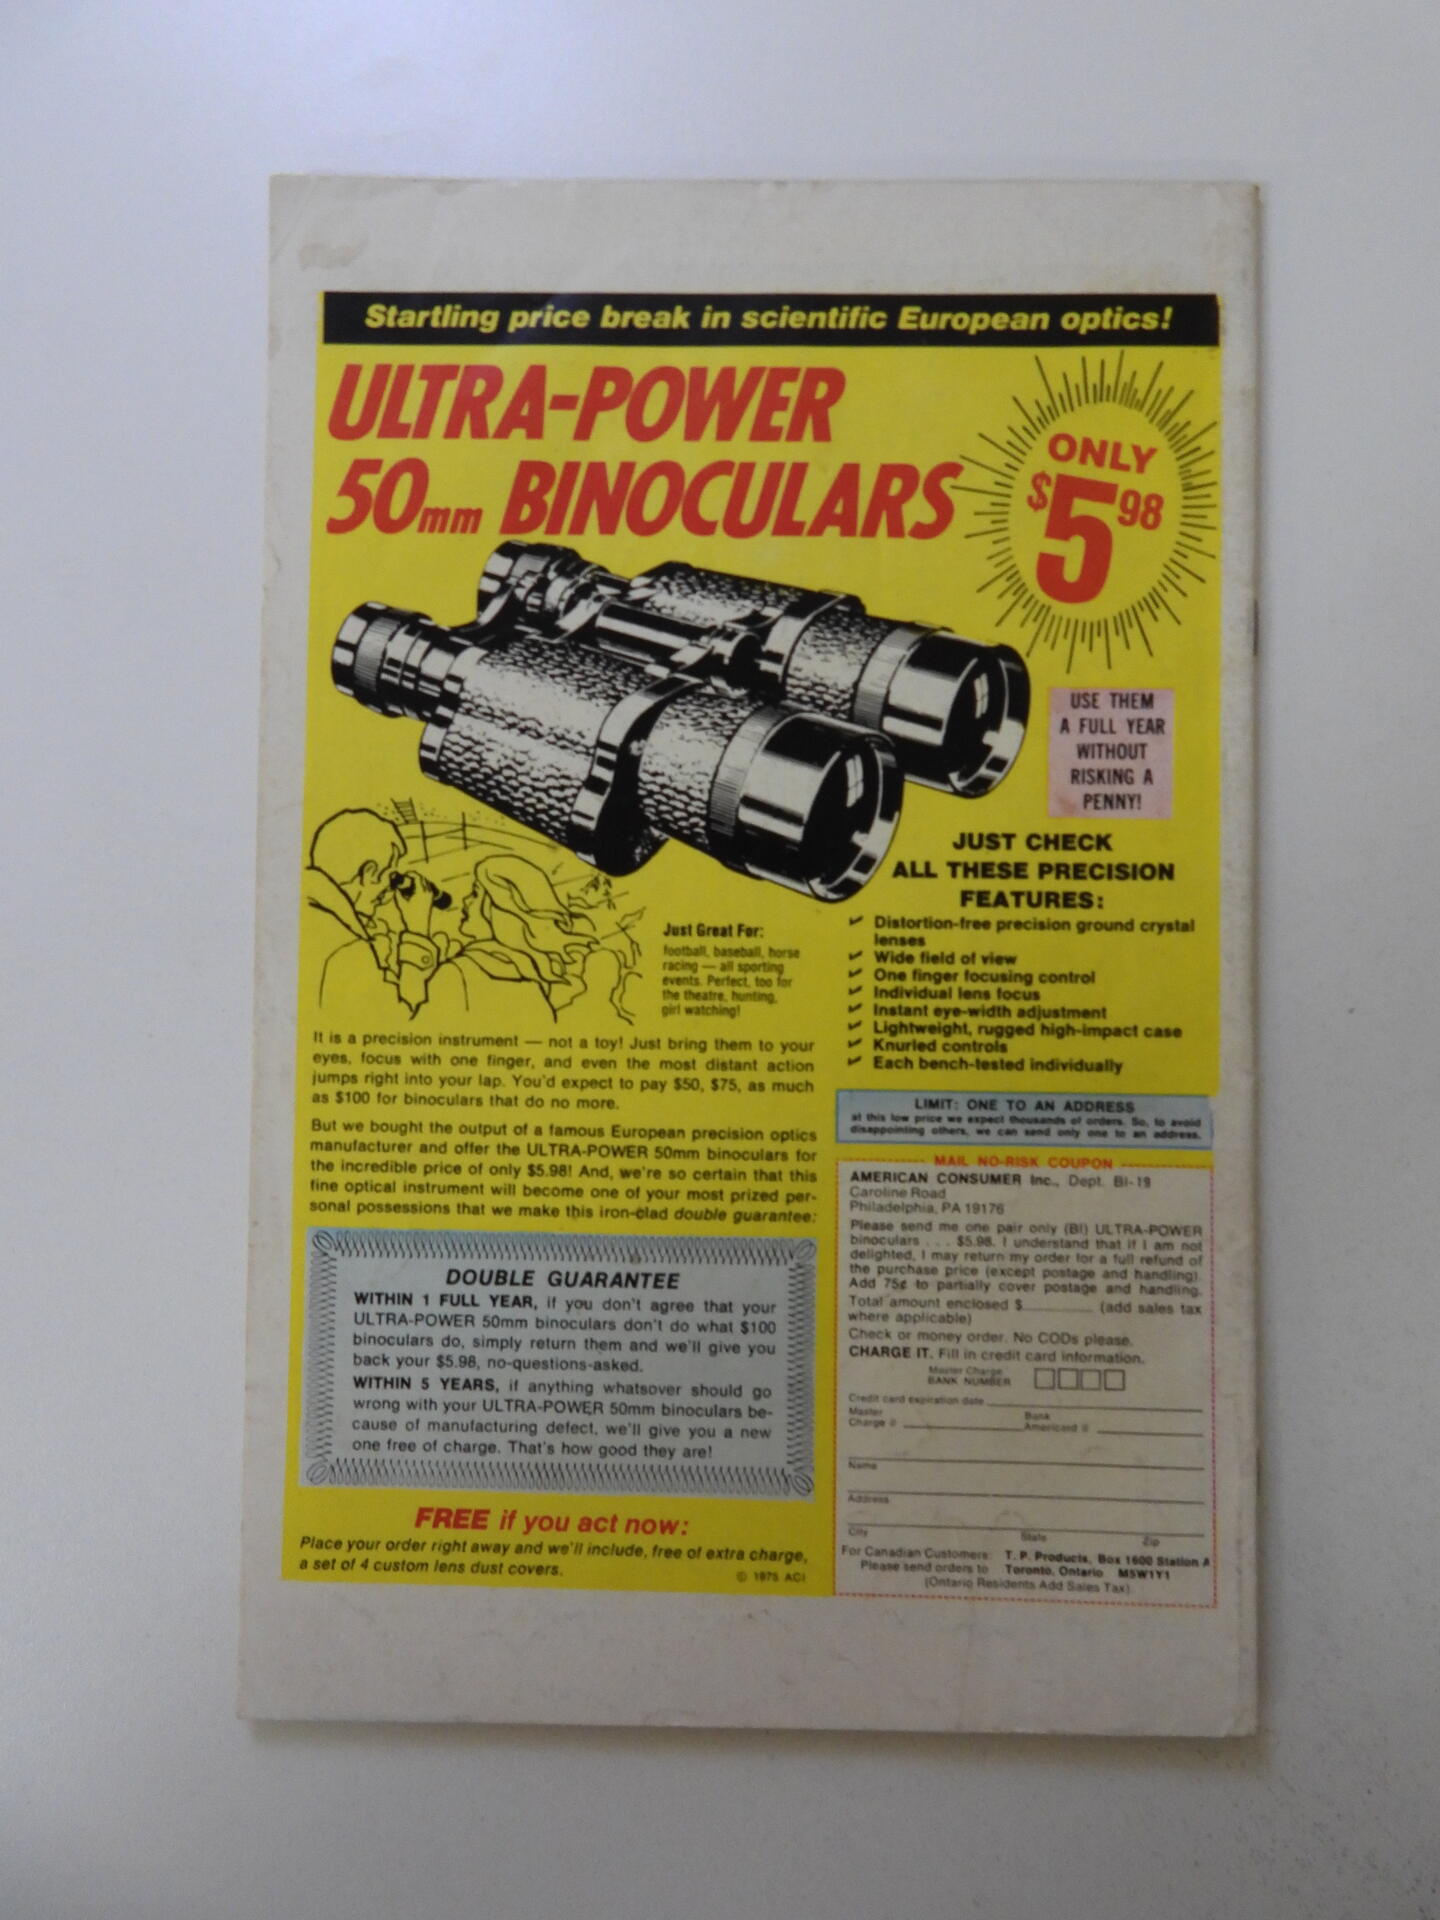 Startling price break in scientific European optics!
ULTRA-POWER
50mm BINOCULARS
ONLY
$5.98
USE THEM
A FULL YEAR
WITHOUT
RISKING A
PENNY!
JUST CHECK
ALL THESE PRECISION
FEATURES:
✔ Distortion-free precision ground crystal
lenses
✔ Wide field of view
✔ One finger focusing control
✔ Individual lens focus
✔ Instant eye-width adjustment
✔ Lightweight, rugged high-impact case
✔ Knurled controls
✔ Each bench-tested individually
Just Great For:
football, baseball, horse
racing — all sporting
events. Perfect, too for
the theatre, hunting,
girl watching!
It is a precision instrument — not a toy! Just bring them to your
eyes, focus with one finger, and even the most distant action
jumps right into your lap. You'd expect to pay $50, $75, as much
as $100 for binoculars that do no more.
But we bought the output of a famous European precision optics
manufacturer and offer the ULTRA-POWER 50mm binoculars for
the incredible price of only $5.98! And, we're so certain that this
fine optical instrument will become one of your most prized per-
sonal possessions that we make this iron-clad double guarantee:
DOUBLE GUARANTEE
WITHIN 1 FULL YEAR, if you don't agree that your
ULTRA-POWER 50mm binoculars don't do what $100
binoculars do, simply return them and we'll give you
back your $5.98, no-questions-asked.
WITHIN 5 YEARS, if anything whatsover should go
wrong with your ULTRA-POWER 50mm binoculars be-
cause of manufacturing defect, we'll give you a new
one free of charge. That's how good they are!
FREE if you act now:
Place your order right away and we'll include, free of extra charge,
a set of 4 custom lens dust covers.
© 1975 ACI
LIMIT: ONE TO AN ADDRESS
at this low price we expect thousands of orders. So, to avoid
disappointing others, we can send only one to an address.
MAIL NO-RISK COUPON
AMERICAN CONSUMER Inc., Dept. BI-19
Caroline Road
Philadelphia, PA 19176
Please send me one pair only (BI) ULTRA-POWER
binoculars . . . $5.98. I understand that if I am not
delighted, I may return my order for a full refund of
the purchase price (except postage and handling).
Add 75¢ to partially cover postage and handling.
Total amount enclosed $ (add sales tax
where applicable)
Check or money order. No CODs please.
CHARGE IT. Fill in credit card information.
Master Charge
BANK NUMBER
Credit card expiration date
Master
Charge #
Bank
Americard #
Name
Address
City State Zip
For Canadian Customers: T. P. Products, Box 1600 Station A
Please send orders to Toronto, Ontario M5W1Y1
(Ontario Residents Add Sales Tax)